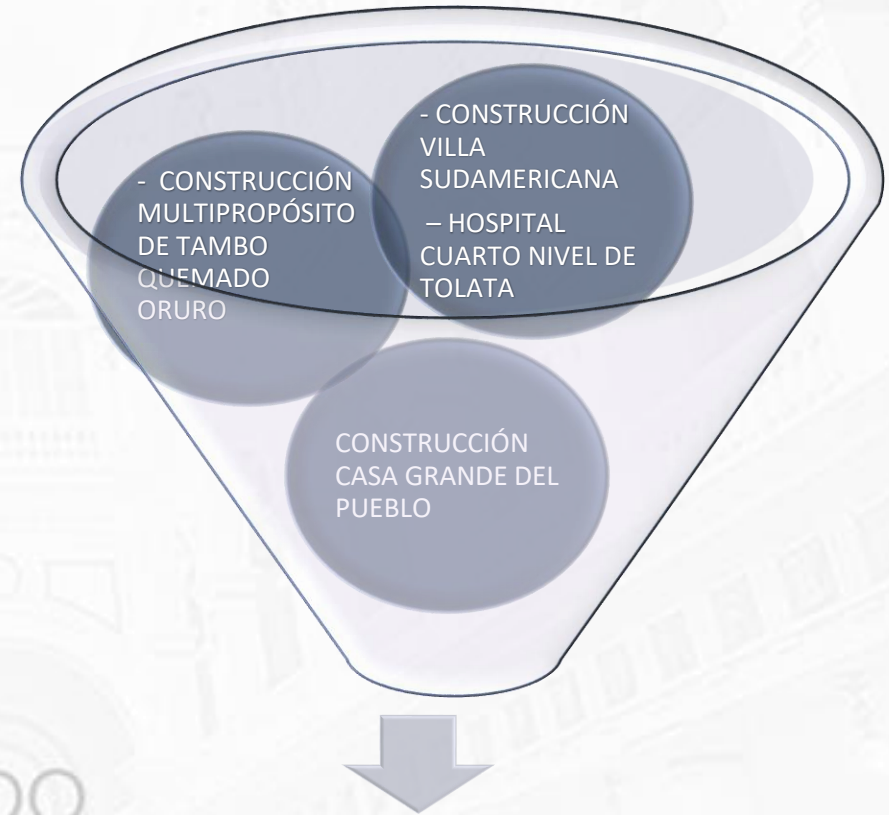 - CONSTRUCCIÓN
MULTIPROPÓSITO
DE TAMBO
QUEMADO
ORURO
- CONSTRUCCIÓN
VILLA
SUDAMERICANA
– HOSPITAL
CUARTO NIVEL DE
TOLATA
CONSTRUCCIÓN
CASA GRANDE DEL
PUEBLO